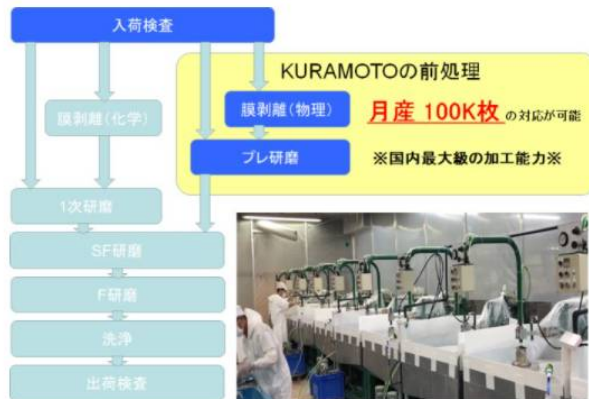 入荷検査
KURAMOTOの前処理
膜剥離(化学)
膜剥離(物理)
月産 100K枚 の対応が可能
プレ研磨
※国内最大級の加工能力※
1次研磨
SF研磨
F研磨
洗浄
出荷検査